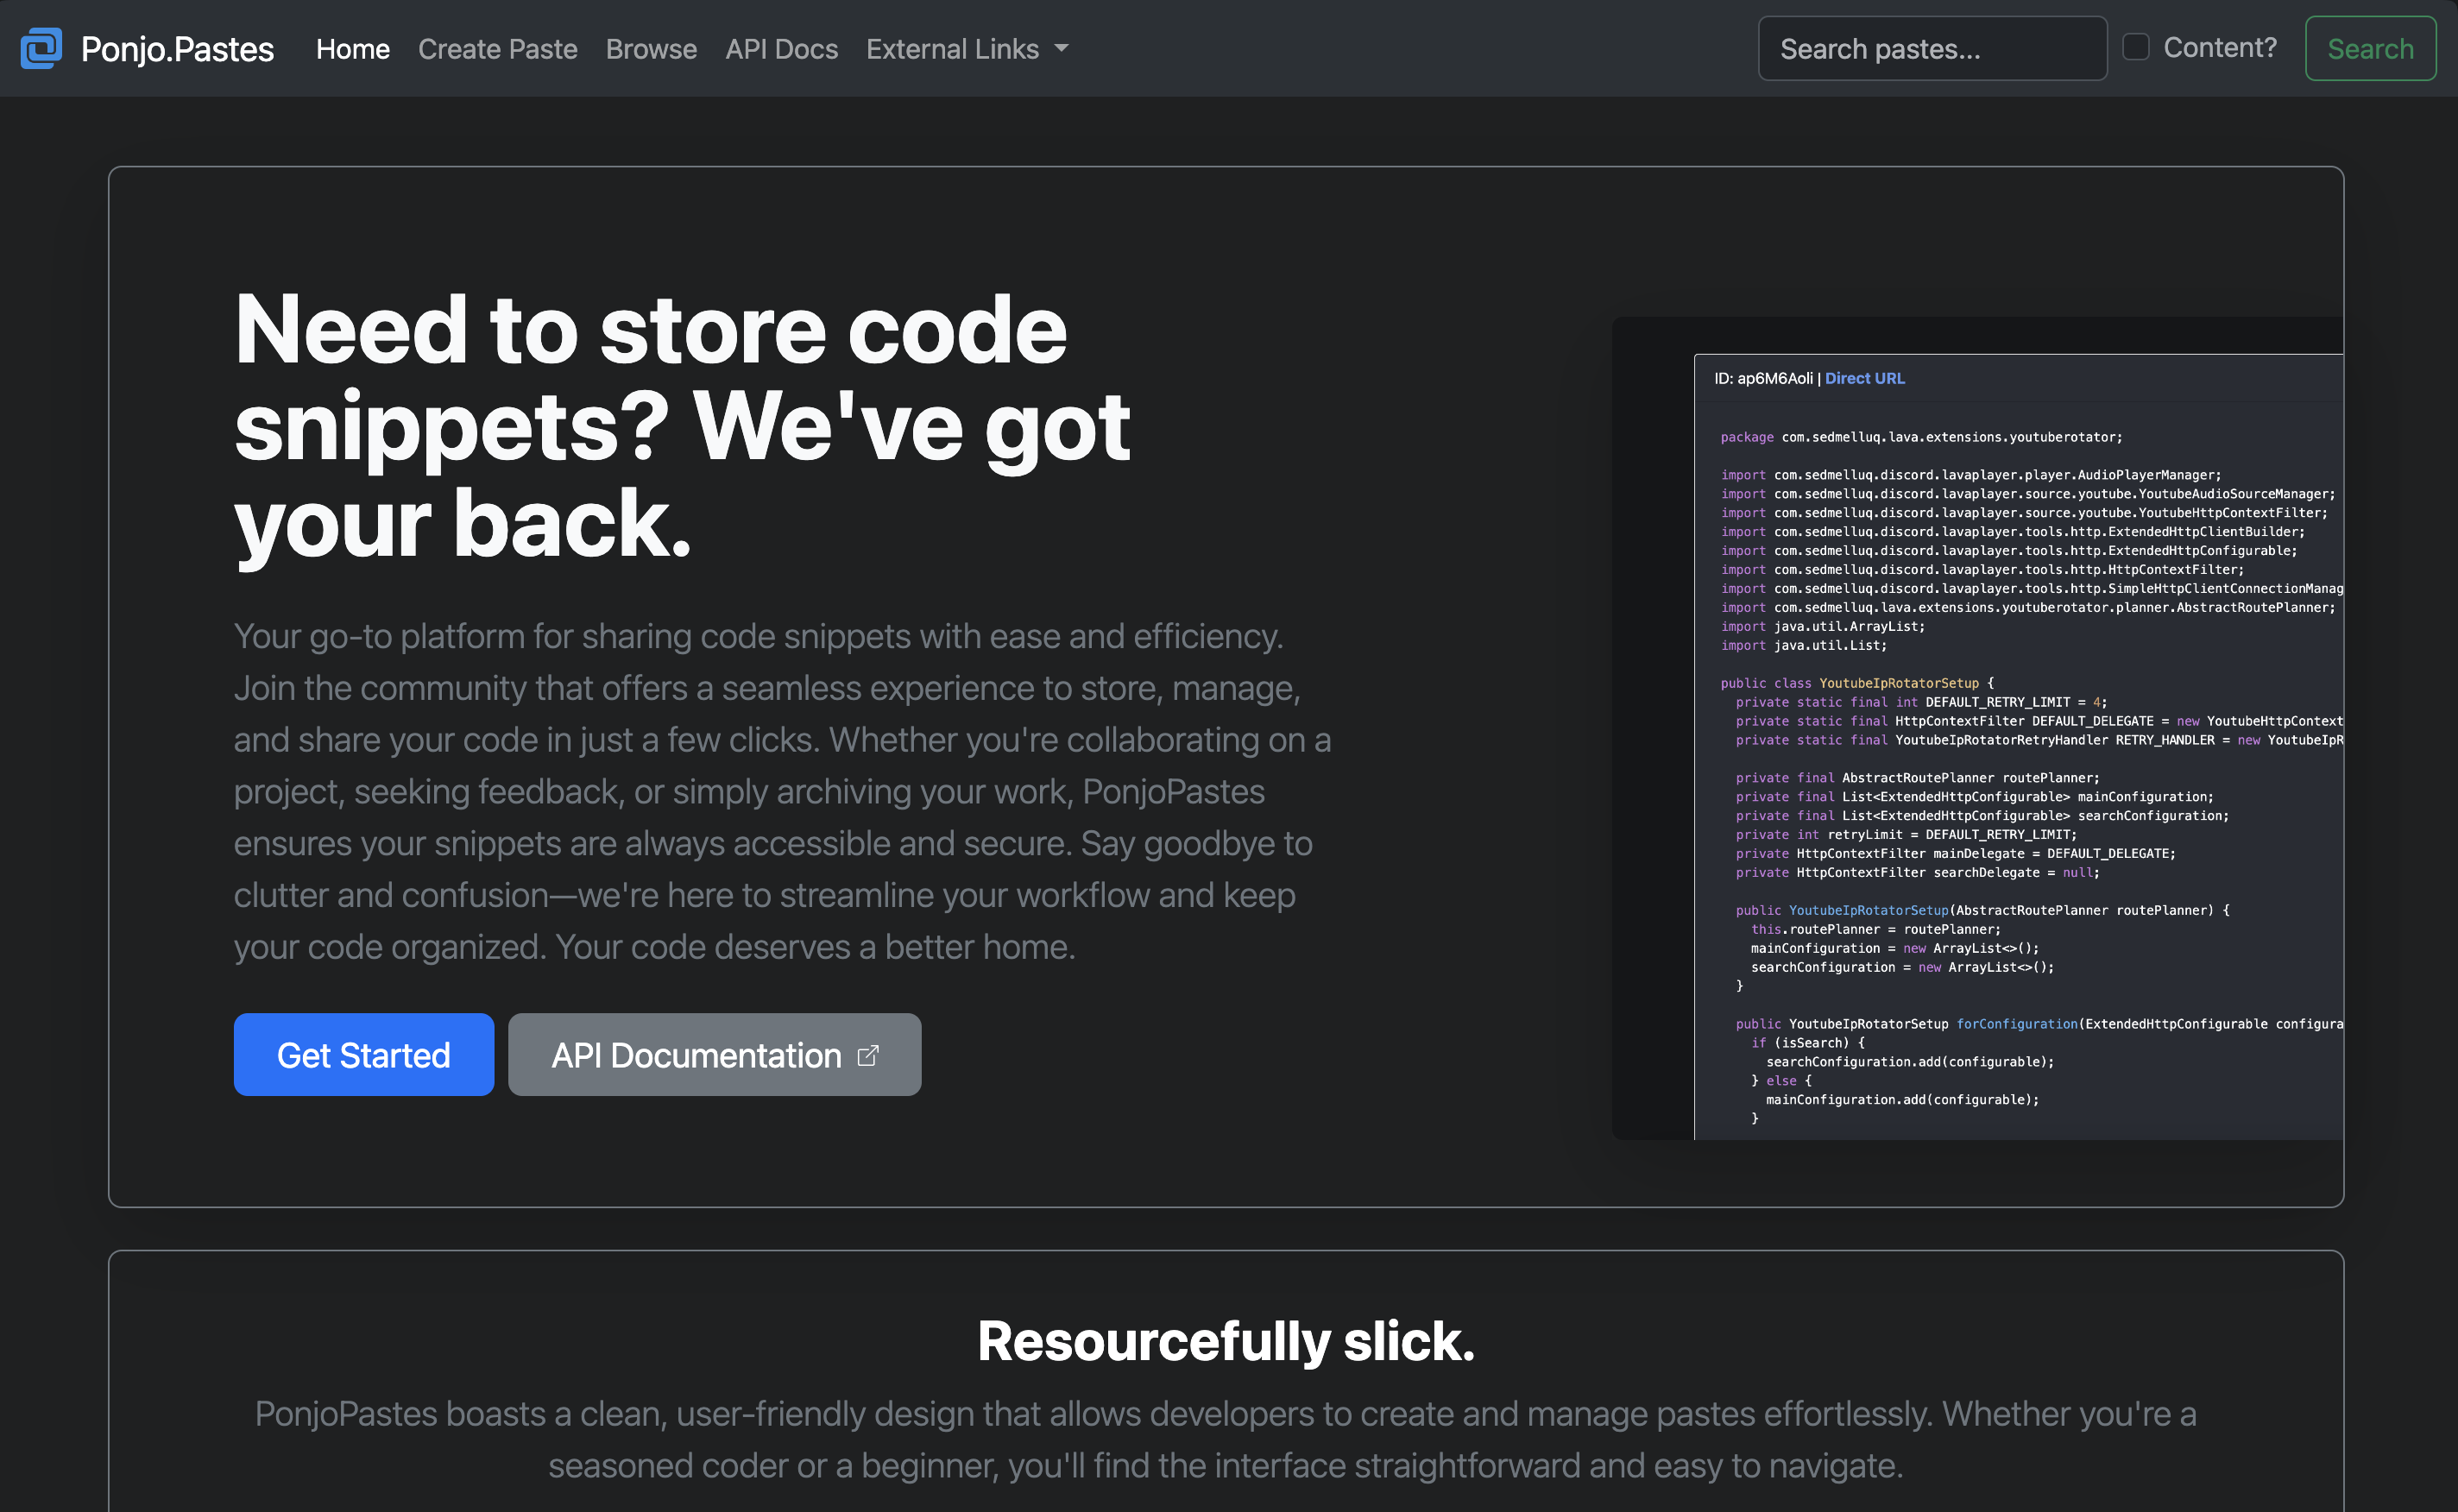 Ponjo.Pastes Home Create Paste Browse API Docs External Links Search pastes... Content? Search
Need to store code
snippets? We've got
your back.
Your go-to platform for sharing code snippets with ease and efficiency.
Join the community that offers a seamless experience to store, manage,
and share your code in just a few clicks. Whether you're collaborating on a
project, seeking feedback, or simply archiving your work, PonjoPastes
ensures your snippets are always accessible and secure. Say goodbye to
clutter and confusion—we're here to streamline your workflow and keep
your code organized. Your code deserves a better home.
Get Started API Documentation
ID: ap6M6Aoli | Direct URL
package com.sedmelluq.lava.extensions.youtuberotator;
import com.sedmelluq.discord.lavaplayer.player.AudioPlayerManager;
import com.sedmelluq.discord.lavaplayer.source.youtube.YoutubeAudioSourceManager;
import com.sedmelluq.discord.lavaplayer.source.youtube.YoutubeHttpContextFilter;
import com.sedmelluq.discord.lavaplayer.tools.http.ExtendedHttpClientBuilder;
import com.sedmelluq.discord.lavaplayer.tools.http.ExtendedHttpConfigurable;
import com.sedmelluq.discord.lavaplayer.tools.http.HttpContextFilter;
import com.sedmelluq.discord.lavaplayer.tools.http.SimpleHttpClientConnectionManag
import com.sedmelluq.lava.extensions.youtuberotator.planner.AbstractRoutePlanner;
import java.util.ArrayList;
import java.util.List;
public class YoutubeIpRotatorSetup {
private static final int DEFAULT_RETRY_LIMIT = 4;
private static final HttpContextFilter DEFAULT_DELEGATE = new YoutubeHttpContext
private static final YoutubeIpRotatorRetryHandler RETRY_HANDLER = new YoutubeIpR
private final AbstractRoutePlanner routePlanner;
private final List<ExtendedHttpConfigurable> mainConfiguration;
private final List<ExtendedHttpConfigurable> searchConfiguration;
private int retryLimit = DEFAULT_RETRY_LIMIT;
private HttpContextFilter mainDelegate = DEFAULT_DELEGATE;
private HttpContextFilter searchDelegate = null;
public YoutubeIpRotatorSetup(AbstractRoutePlanner routePlanner) {
this.routePlanner = routePlanner;
mainConfiguration = new ArrayList<>();
searchConfiguration = new ArrayList<>();
}
public YoutubeIpRotatorSetup forConfiguration(ExtendedHttpConfigurable configura
if (isSearch) {
searchConfiguration.add(configurable);
} else {
mainConfiguration.add(configurable);
}
Resourcefully slick.
PonjoPastes boasts a clean, user-friendly design that allows developers to create and manage pastes effortlessly. Whether you're a
seasoned coder or a beginner, you'll find the interface straightforward and easy to navigate.